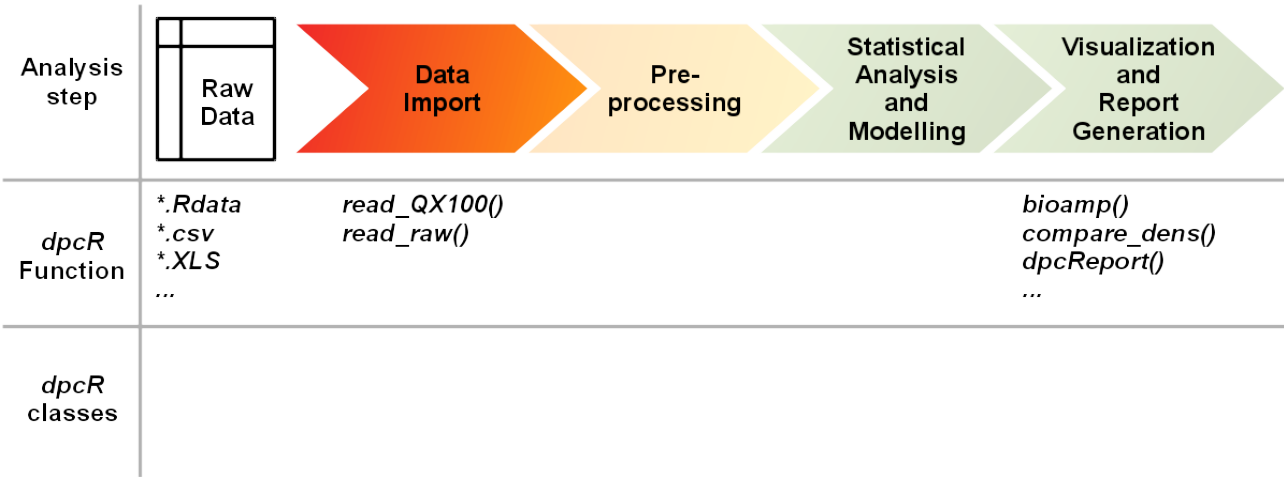 Analysis
step
Raw
Data
Data
Import
Pre-
processing
Statistical
Analysis
and
Modelling
Visualization
and
Report
Generation
dpcR
Function
*.Rdata
*.csv
*.XLS
...
read_QX100()
read_raw()
bioamp()
compare_dens()
dpcReport()
...
dpcR
classes